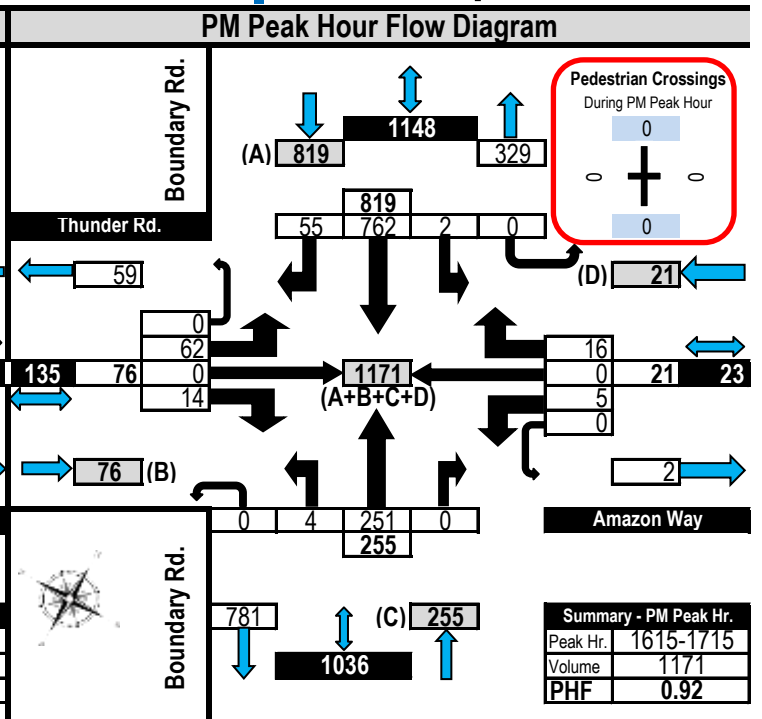 PM Peak Hour Flow Diagram
Boundary Rd.
Thunder Rd.
(A) 819
1148
329
819
55 762 2 0
Pedestrian Crossings
During PM Peak Hour
0
0 0
0
59
(D) 21
0
62
135 76 0
14
1171
(A+B+C+D)
16
0 21 23
5
0
76 (B)
2
0 4 251 0
255
Amazon Way
Boundary Rd.
781
1036
(C) 255
Summary - PM Peak Hr.
Peak Hr. 1615-1715
Volume 1171
PHF 0.92